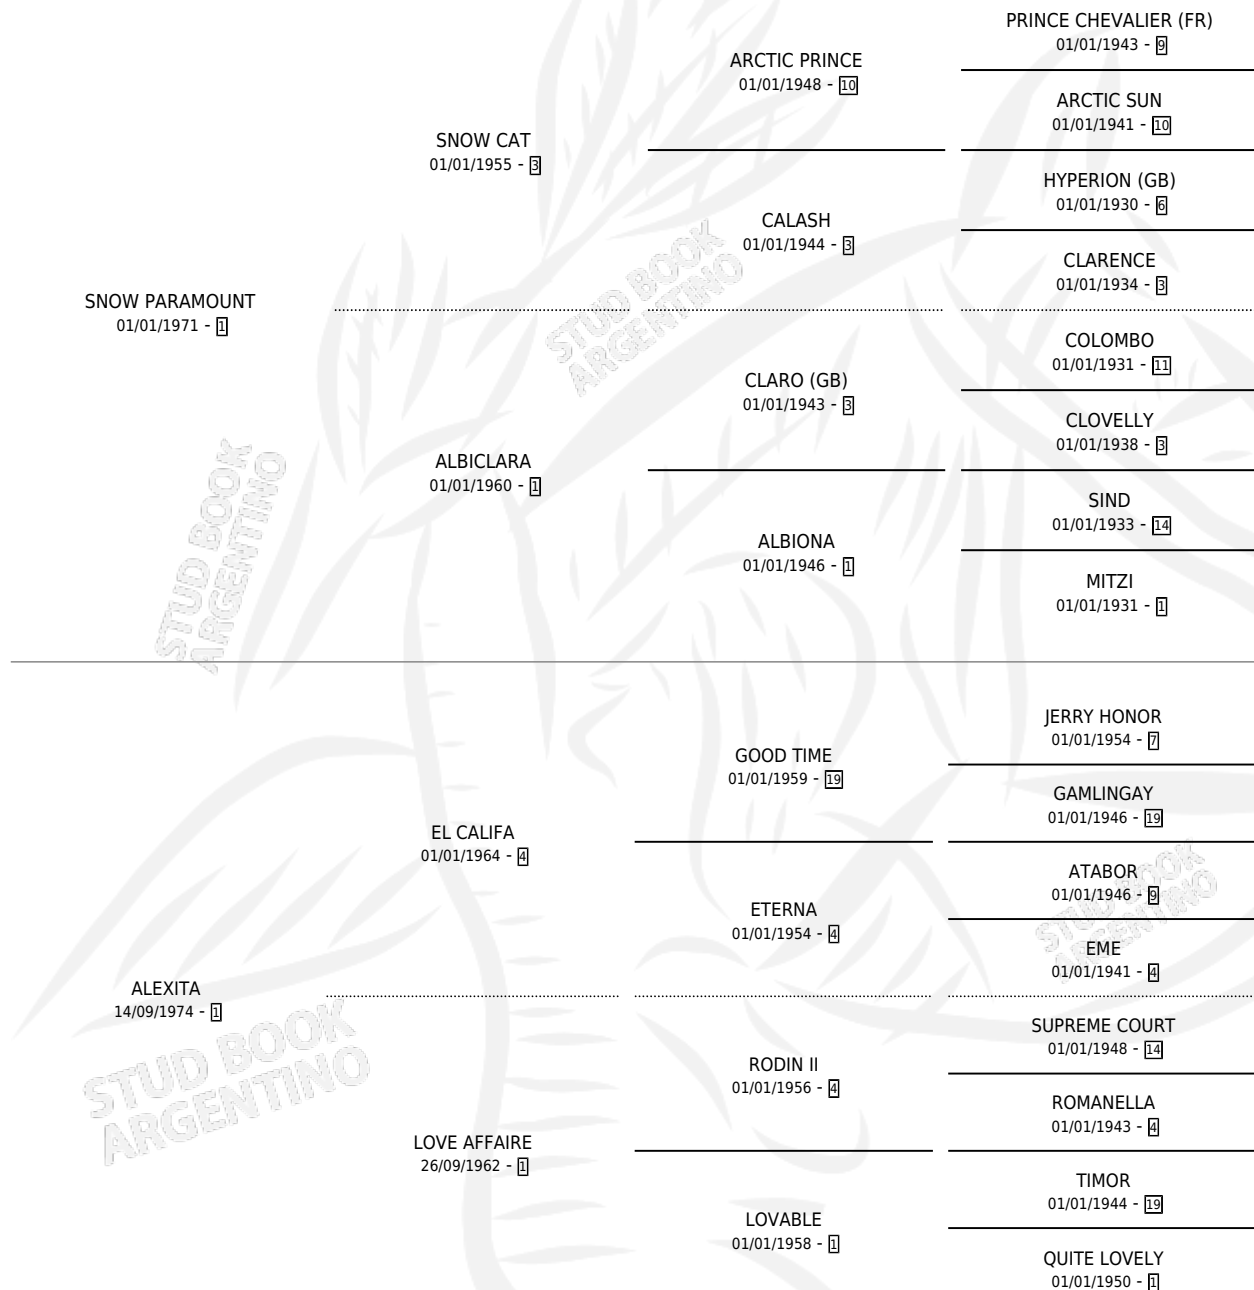 PRINCE CHEVALIER (FR)
01/01/1943 - 9
ARCTIC PRINCE
01/01/1948 - 10
ARCTIC SUN
01/01/1941 - 10
SNOW CAT
01/01/1955 - 3
HYPERION (GB)
01/01/1930 - 6
CALASH
01/01/1944 - 3
CLARENCE
01/01/1934 - 3
SNOW PARAMOUNT
01/01/1971 - 1
COLOMBO
01/01/1931 - 11
CLARO (GB)
01/01/1943 - 3
CLOVELLY
01/01/1938 - 3
ALBICLARA
01/01/1960 - 1
SIND
01/01/1933 - 14
ALBIONA
01/01/1946 - 1
MITZI
01/01/1931 - 1
JERRY HONOR
01/01/1954 - 7
GOOD TIME
01/01/1959 - 19
GAMLINGAY
01/01/1946 - 19
EL CALIFA
01/01/1964 - 4
ATABOR
01/01/1946 - 9
ETERNA
01/01/1954 - 4
EME
01/01/1941 - 4
ALEXITA
14/09/1974 - 1
SUPREME COURT
01/01/1948 - 14
RODIN II
01/01/1956 - 4
ROMANELLA
01/01/1943 - 4
LOVE AFFAIRE
26/09/1962 - 1
TIMOR
01/01/1944 - 19
LOVABLE
01/01/1958 - 1
QUITE LOVELY
01/01/1950 - 1
STUD BOOK
ARGENTINO
STUD BOOK
ARGENTINO
STUD BOOK
ARGENTINO
STUD BOOK
ARGENTINO